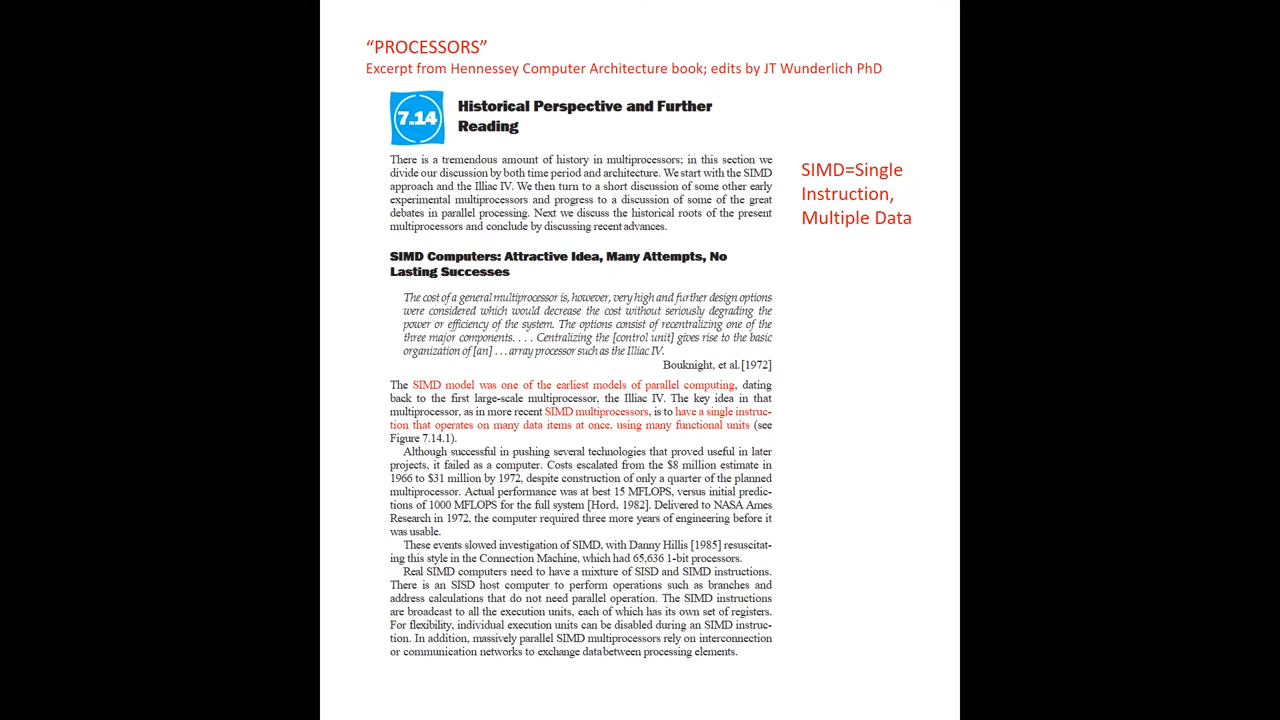 “PROCESSORS”
Excerpt from Hennessey Computer Architecture book; edits by JT Wunderlich PhD
7.14
Historical Perspective and Further
Reading
There is a tremendous amount of history in multiprocessors; in this section we
divide our discussion by both time period and architecture. We start with the SIMD
approach and the Illiac IV. We then turn to a short discussion of some other early
experimental multiprocessors and progress to a discussion of some of the great
debates in parallel processing. Next we discuss the historical roots of the present
multiprocessors and conclude by discussing recent advances.
SIMD=Single
Instruction,
Multiple Data
SIMD Computers: Attractive Idea, Many Attempts, No
Lasting Successes
The cost of a general multiprocessor is, however, very high and further design options
were considered which would decrease the cost without seriously degrading the
power or efficiency of the system. The options consist of recentralizing one of the
three major components. . . . Centralizing the [control unit] gives rise to the basic
organization of [an] . . . array processor such as the Illiac IV.
Bouknight, et al. [1972]
The SIMD model was one of the earliest models of parallel computing, dating
back to the first large-scale multiprocessor, the Illiac IV. The key idea in that
multiprocessor, as in more recent SIMD multiprocessors, is to have a single instruc-
tion that operates on many data items at once, using many functional units (see
Figure 7.14.1).
Although successful in pushing several technologies that proved useful in later
projects, it failed as a computer. Costs escalated from the $8 million estimate in
1966 to $31 million by 1972, despite construction of only a quarter of the planned
multiprocessor. Actual performance was at best 15 MFLOPS, versus initial predic-
tions of 1000 MFLOPS for the full system [Hord, 1982]. Delivered to NASA Ames
Research in 1972, the computer required three more years of engineering before it
was usable.
These events slowed investigation of SIMD, with Danny Hillis [1985] resuscitat-
ing this style in the Connection Machine, which had 65,636 1-bit processors.
Real SIMD computers need to have a mixture of SISD and SIMD instructions.
There is an SISD host computer to perform operations such as branches and
address calculations that do not need parallel operation. The SIMD instructions
are broadcast to all the execution units, each of which has its own set of registers.
For flexibility, individual execution units can be disabled during an SIMD instruc-
tion. In addition, massively parallel SIMD multiprocessors rely on interconnection
or communication networks to exchange data between processing elements.